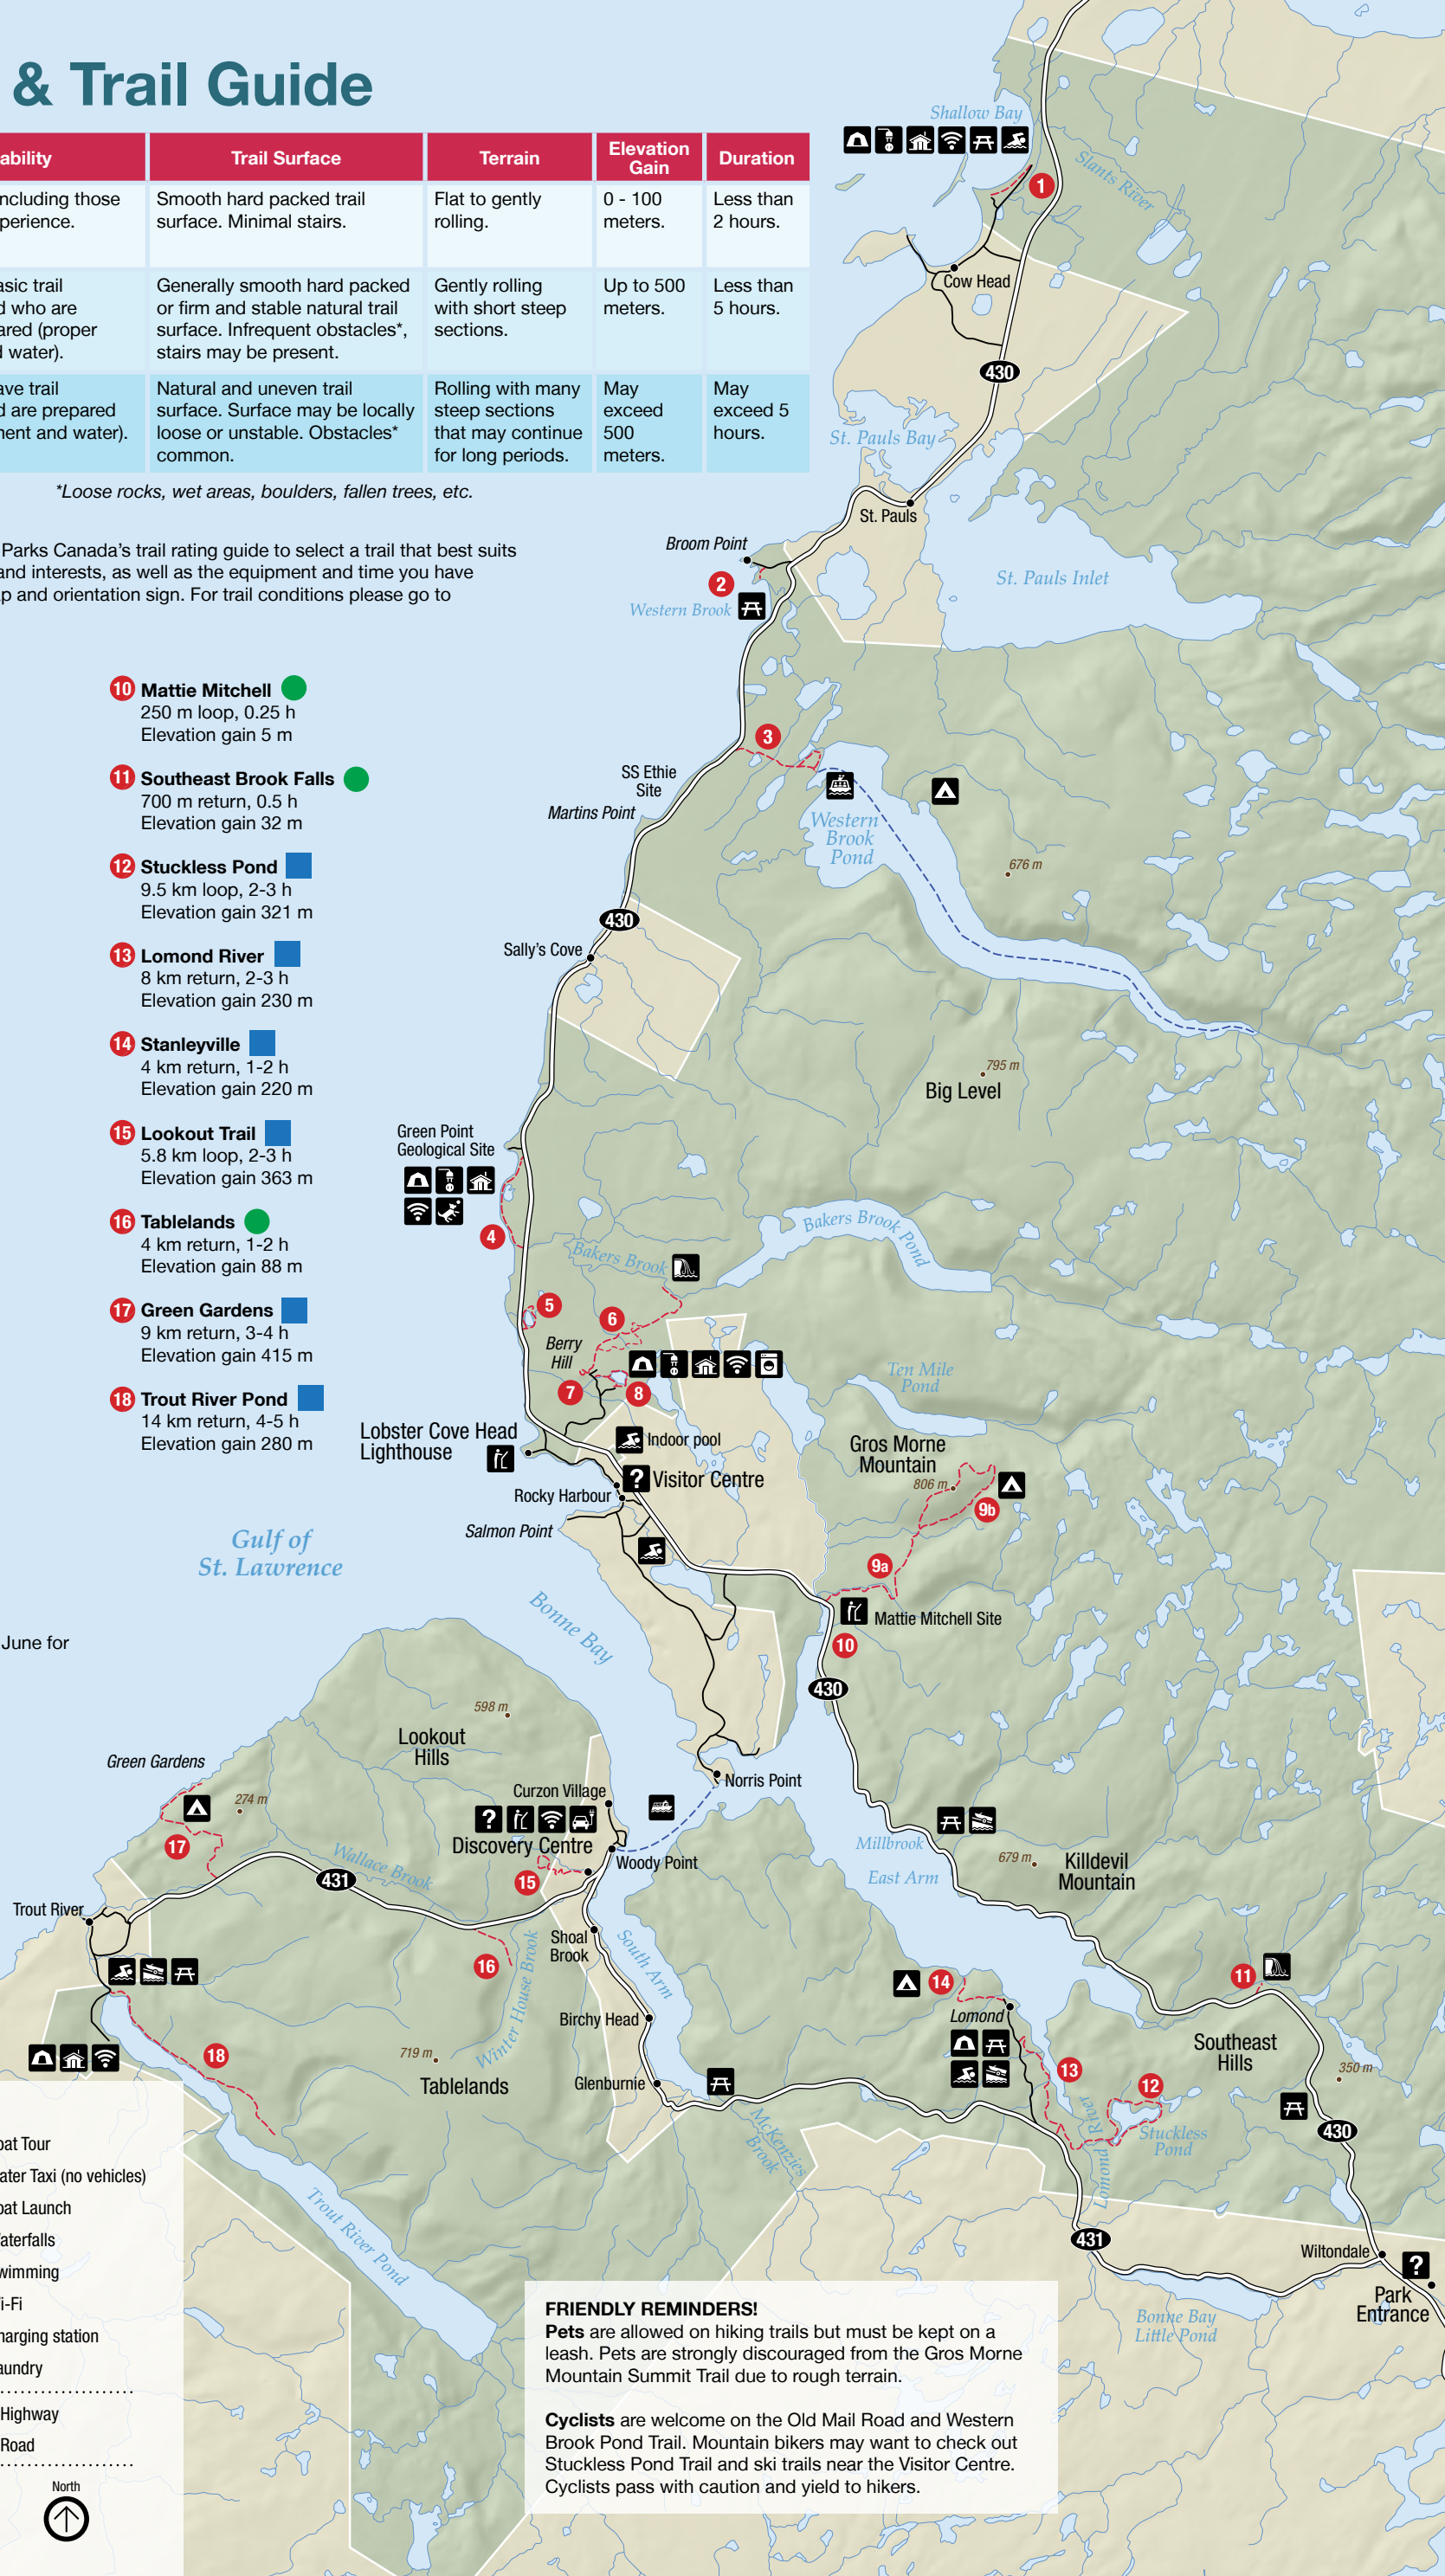 & Trail Guide
ability
Trail Surface
Terrain
Elevation
Gain
Duration
ncluding those
perience.
Smooth hard packed trail
surface. Minimal stairs.
Flat to gently
rolling.
0 - 100
meters.
Less than
2 hours.
asic trail
d who are
ared (proper
d water).
Generally smooth hard packed
or firm and stable natural trail
surface. Infrequent obstacles*,
stairs may be present.
Gently rolling
with short steep
sections.
Up to 500
meters.
Less than
5 hours.
ave trail
d are prepared
nent and water).
Natural and uneven trail
surface. Surface may be locally
loose or unstable. Obstacles*
common.
Rolling with many
steep sections
that may continue
for long periods.
May
exceed
500
meters.
May
exceed 5
hours.
*Loose rocks, wet areas, boulders, fallen trees, etc.
Parks Canada's trail rating guide to select a trail that best suits
and interests, as well as the equipment and time you have
p and orientation sign. For trail conditions please go to
10 Mattie Mitchell
250 m loop, 0.25 h
Elevation gain 5 m
11 Southeast Brook Falls
700 m return, 0.5 h
Elevation gain 32 m
12 Stuckless Pond
9.5 km loop, 2-3 h
Elevation gain 321 m
13 Lomond River
8 km return, 2-3 h
Elevation gain 230 m
14 Stanleyville
4 km return, 1-2 h
Elevation gain 220 m
15 Lookout Trail
5.8 km loop, 2-3 h
Elevation gain 363 m
16 Tablelands
4 km return, 1-2 h
Elevation gain 88 m
17 Green Gardens
9 km return, 3-4 h
Elevation gain 415 m
18 Trout River Pond
14 km return, 4-5 h
Elevation gain 280 m
June for
Shallow Bay
Slants River
1
Cow Head
430
St. Pauls Bay
St. Pauls
Broom Point
2
Western Brook
St. Pauls Inlet
3
SS Ethie
Site
Martins Point
Western
Brook
Pond
676 m
430
Sally's Cove
795 m
Big Level
Green Point
Geological Site
4
Bakers Brook
Bakers Brook Pond
5
6
Berry
Hill
7
8
Ten Mile
Pond
Lobster Cove Head
Lighthouse
Indoor pool
Visitor Centre
Rocky Harbour
Salmon Point
Gros Morne
Mountain
806 m
9b
9a
Gulf of
St. Lawrence
Bonne Bay
Mattie Mitchell Site
10
430
598 m
Lookout
Hills
Green Gardens
274 m
17
Norris Point
Curzon Village
Discovery Centre
Woody Point
15
Wallace Brook
431
Trout River
Millbrook
East Arm
679 m
Killdevil
Mountain
Shoal
Brook
16
Winter House Brook
South Arm
Birchy Head
14
Lomond
11
Southeast
Hills
350 m
18
719 m
Tablelands
Glenburnie
13
12
Stuckless
Pond
Lomond River
McKenzies
Brook
430
Trout River Pond
431
Wiltondale
Park
Entrance
Bonne Bay
Little Pond
oat Tour
ater Taxi (no vehicles)
oat Launch
aterfalls
wimming
i-Fi
harging station
aundry
Highway
Road
North
FRIENDLY REMINDERS!
Pets are allowed on hiking trails but must be kept on a
leash. Pets are strongly discouraged from the Gros Morne
Mountain Summit Trail due to rough terrain.
Cyclists are welcome on the Old Mail Road and Western
Brook Pond Trail. Mountain bikers may want to check out
Stuckless Pond Trail and ski trails near the Visitor Centre.
Cyclists pass with caution and yield to hikers.